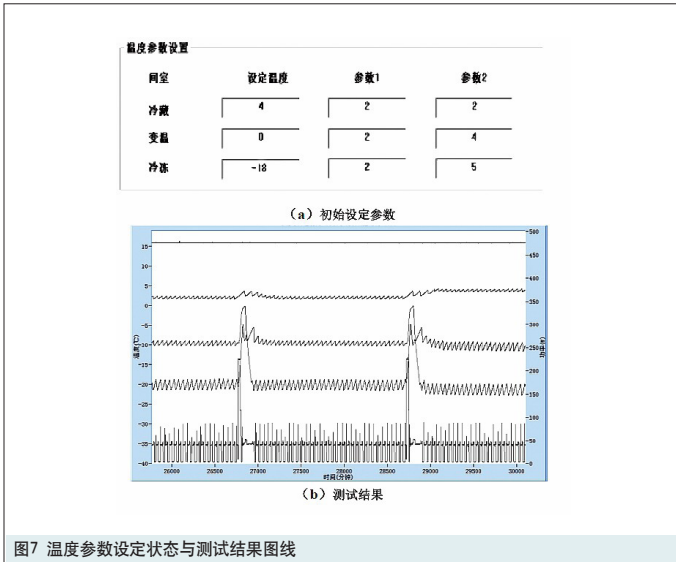 温度参数设置
间室 设定温度 参数1 参数2
冷藏 4 2 2
变温 0 2 4
冷冻 -18 2 5
(a) 初始设定参数
15 500
10 450
5 400
0 350
-5 300
-10 250
-15 200
-20 150
-25 100
-30 50
-35 0
-40
温度(℃)
26000 26500 27000 27500 28000 28500 29000 29500 30000
时间(分钟)
(b) 测试结果
图7 温度参数设定状态与测试结果图线